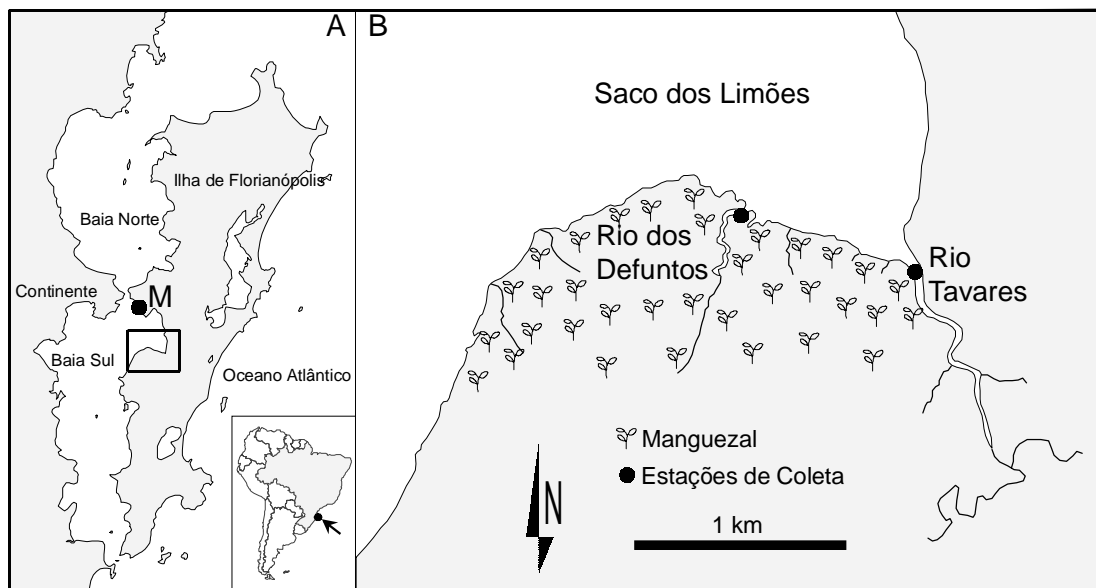 A
Ilha de Florianópolis
Baia Norte
Continente
M
Baia Sul
Oceano Atlântico
B
Saco dos Limões
Rio dos
Defuntos
Rio
Tavares
Manguezal
Estações de Coleta
N
1 km